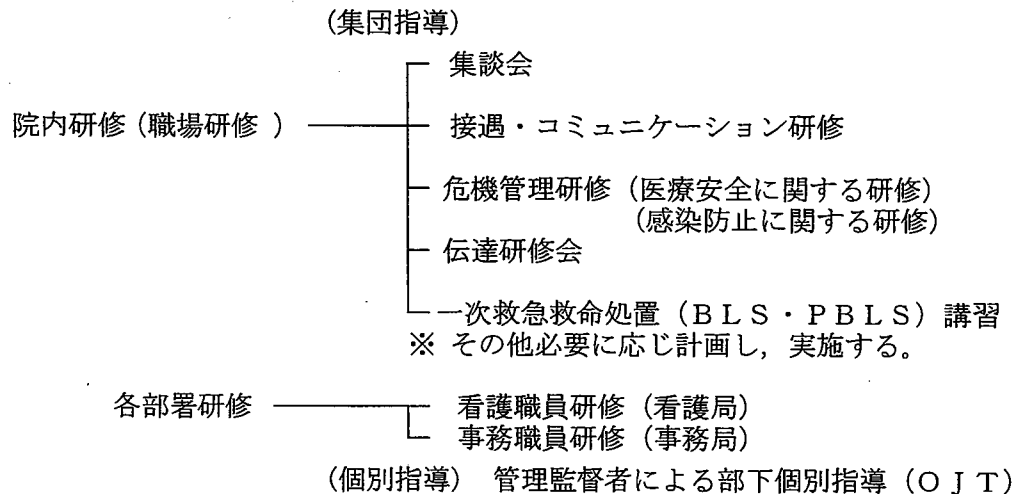 (集団指導)
集談会
院内研修(職場研修 )
接遇・コミュニケーション研修
危機管理研修(医療安全に関する研修)
(感染防止に関する研修)
伝達研修会
一次救急救命処置(BLS・PBLS)講習
※ その他必要に応じ計画し,実施する。
各部署研修
看護職員研修(看護局)
事務職員研修(事務局)
(個別指導) 管理監督者による部下個別指導(OJT)